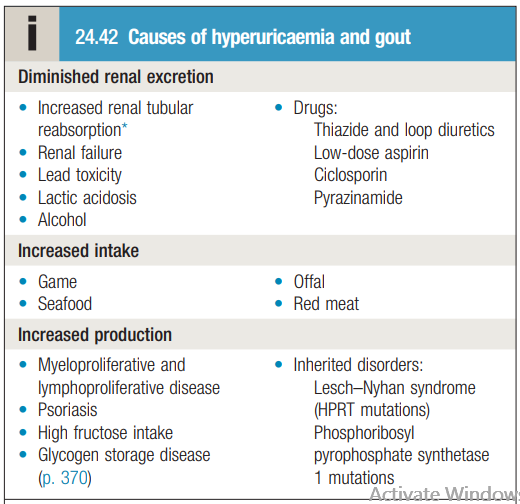 i
24.42 Causes of hyperuricaemia and gout
Diminished renal excretion
• Increased renal tubular
reabsorption*
• Renal failure
• Lead toxicity
• Lactic acidosis
• Alcohol
• Drugs:
Thiazide and loop diuretics
Low-dose aspirin
Ciclosporin
Pyrazinamide
Increased intake
• Game
• Seafood
• Offal
• Red meat
Increased production
• Myeloproliferative and
lymphoproliferative disease
• Psoriasis
• High fructose intake
• Glycogen storage disease
(p. 370)
• Inherited disorders:
Lesch–Nyhan syndrome
(HPRT mutations)
Phosphoribosyl
pyrophosphate synthetase
1 mutations
Activate Windows